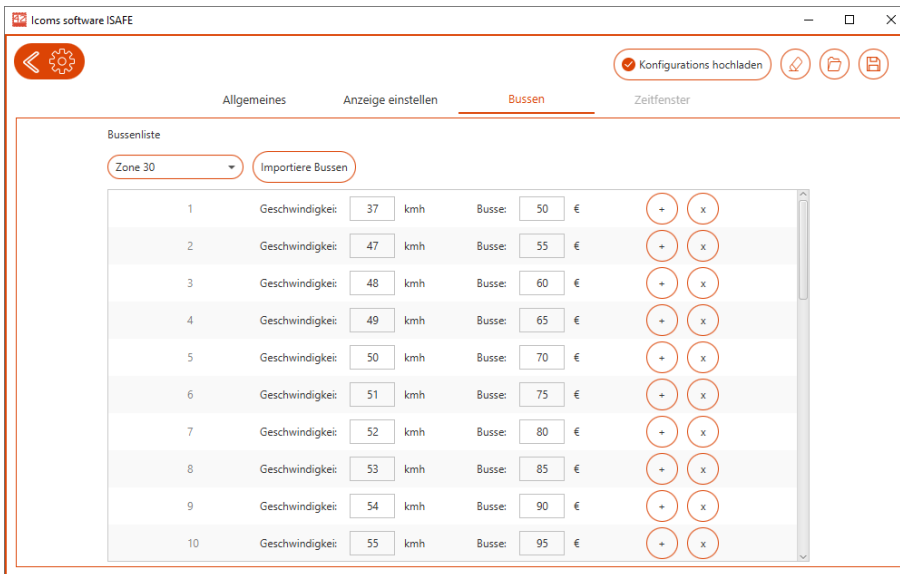 Icoms software ISAFE
Konfigurations hochladen
Allgemeines Anzeige einstellen Bussen Zeitfenster
Bussenliste
Zone 30 Importiere Bussen
1 Geschwindigkei: 37 kmh Busse: 50 € + x
2 Geschwindigkei: 47 kmh Busse: 55 € + x
3 Geschwindigkei: 48 kmh Busse: 60 € + x
4 Geschwindigkei: 49 kmh Busse: 65 € + x
5 Geschwindigkei: 50 kmh Busse: 70 € + x
6 Geschwindigkei: 51 kmh Busse: 75 € + x
7 Geschwindigkei: 52 kmh Busse: 80 € + x
8 Geschwindigkei: 53 kmh Busse: 85 € + x
9 Geschwindigkei: 54 kmh Busse: 90 € + x
10 Geschwindigkei: 55 kmh Busse: 95 € + x